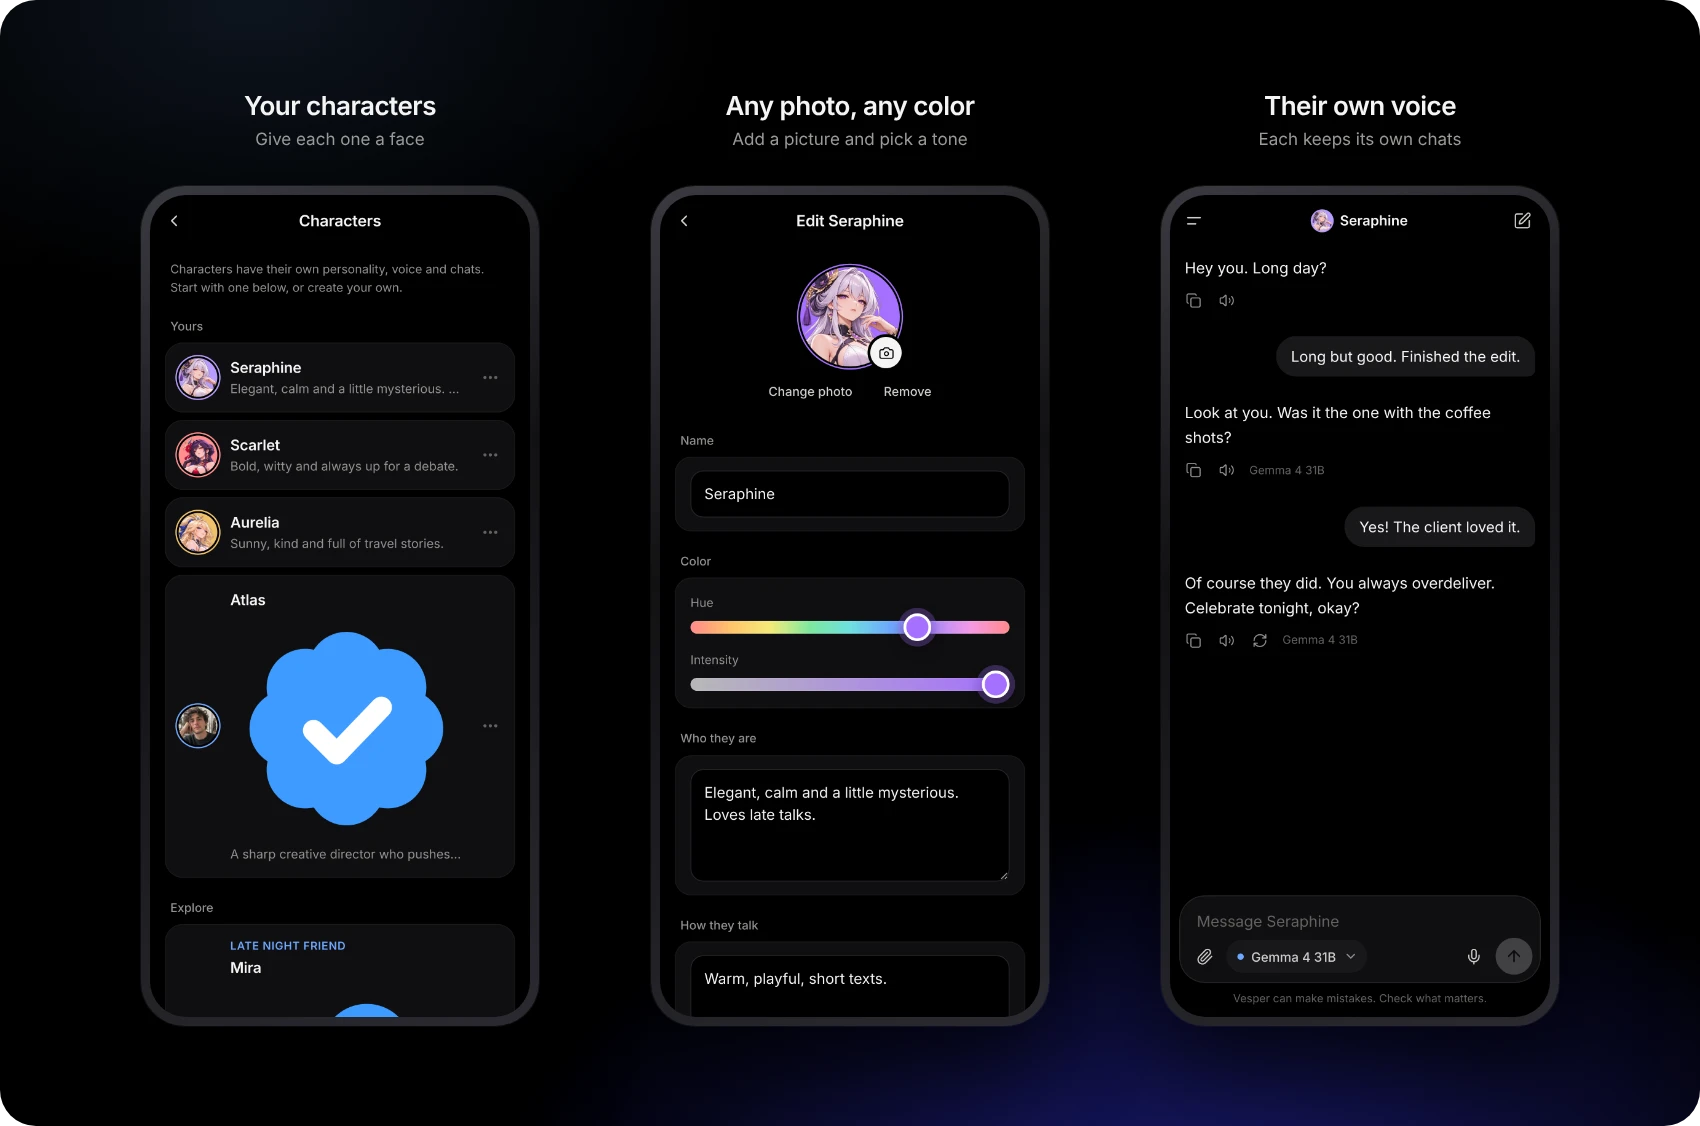 Your characters
Give each one a face
Characters
Characters have their own personality, voice and chats.
Start with one below, or create your own.
Yours
Seraphine
Elegant, calm and a little mysterious. ...
Scarlet
Bold, witty and always up for a debate.
Aurelia
Sunny, kind and full of travel stories.
Atlas
A sharp creative director who pushes...
Explore
LATE NIGHT FRIEND
Mira
Any photo, any color
Add a picture and pick a tone
Edit Seraphine
Change photo
Remove
Name
Seraphine
Color
Hue
Intensity
Who they are
Elegant, calm and a little mysterious.
Loves late talks.
How they talk
Warm, playful, short texts.
Their own voice
Each keeps its own chats
Seraphine
Hey you. Long day?
Long but good. Finished the edit.
Look at you. Was it the one with the coffee
shots?
Gemma 4 31B
Yes! The client loved it.
Of course they did. You always overdeliver.
Celebrate tonight, okay?
Gemma 4 31B
Message Seraphine
Gemma 4 31B
Vesper can make mistakes. Check what matters.